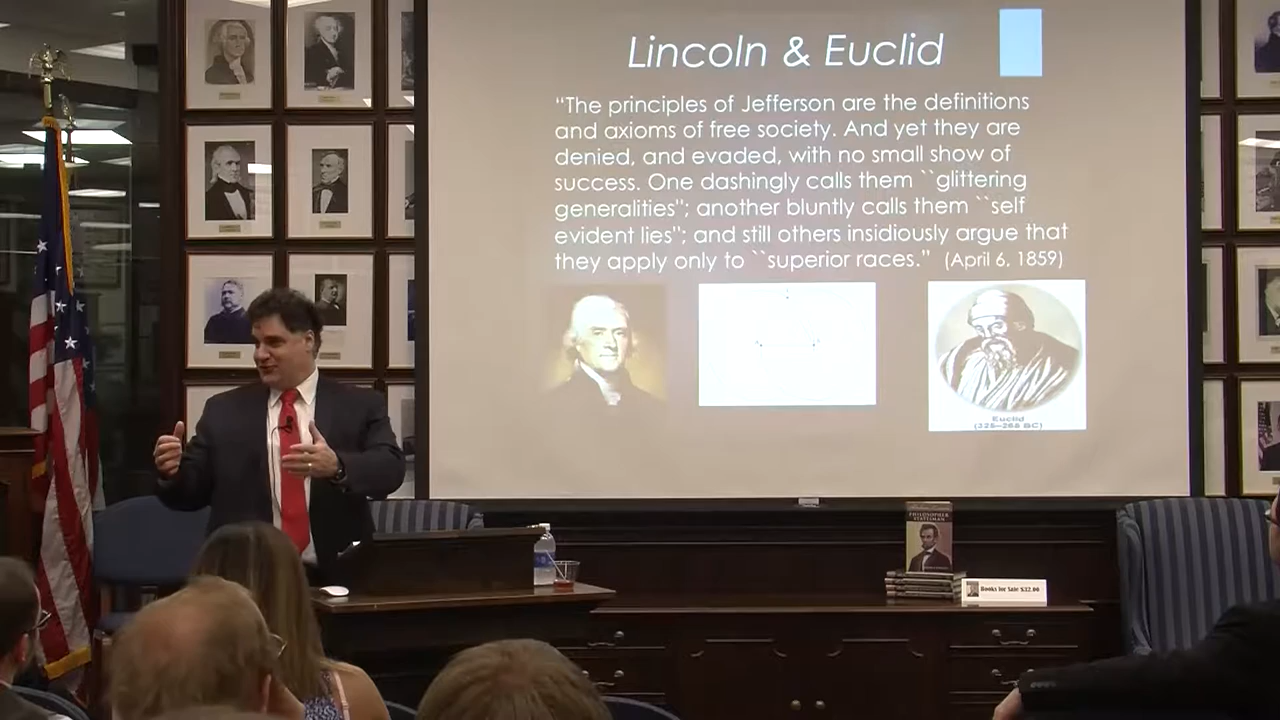 Lincoln & Euclid
“The principles of Jefferson are the definitions
and axioms of free society. And yet they are
denied, and evaded, with no small show of
success. One dashingly calls them ``glittering
generalities"; another bluntly calls them ``self
evident lies"; and still others insidiously argue that
they apply only to ``superior races.” (April 6, 1859)
Euclid
PHILOSOPHER
STATESMAN
Books for Sale $32.00